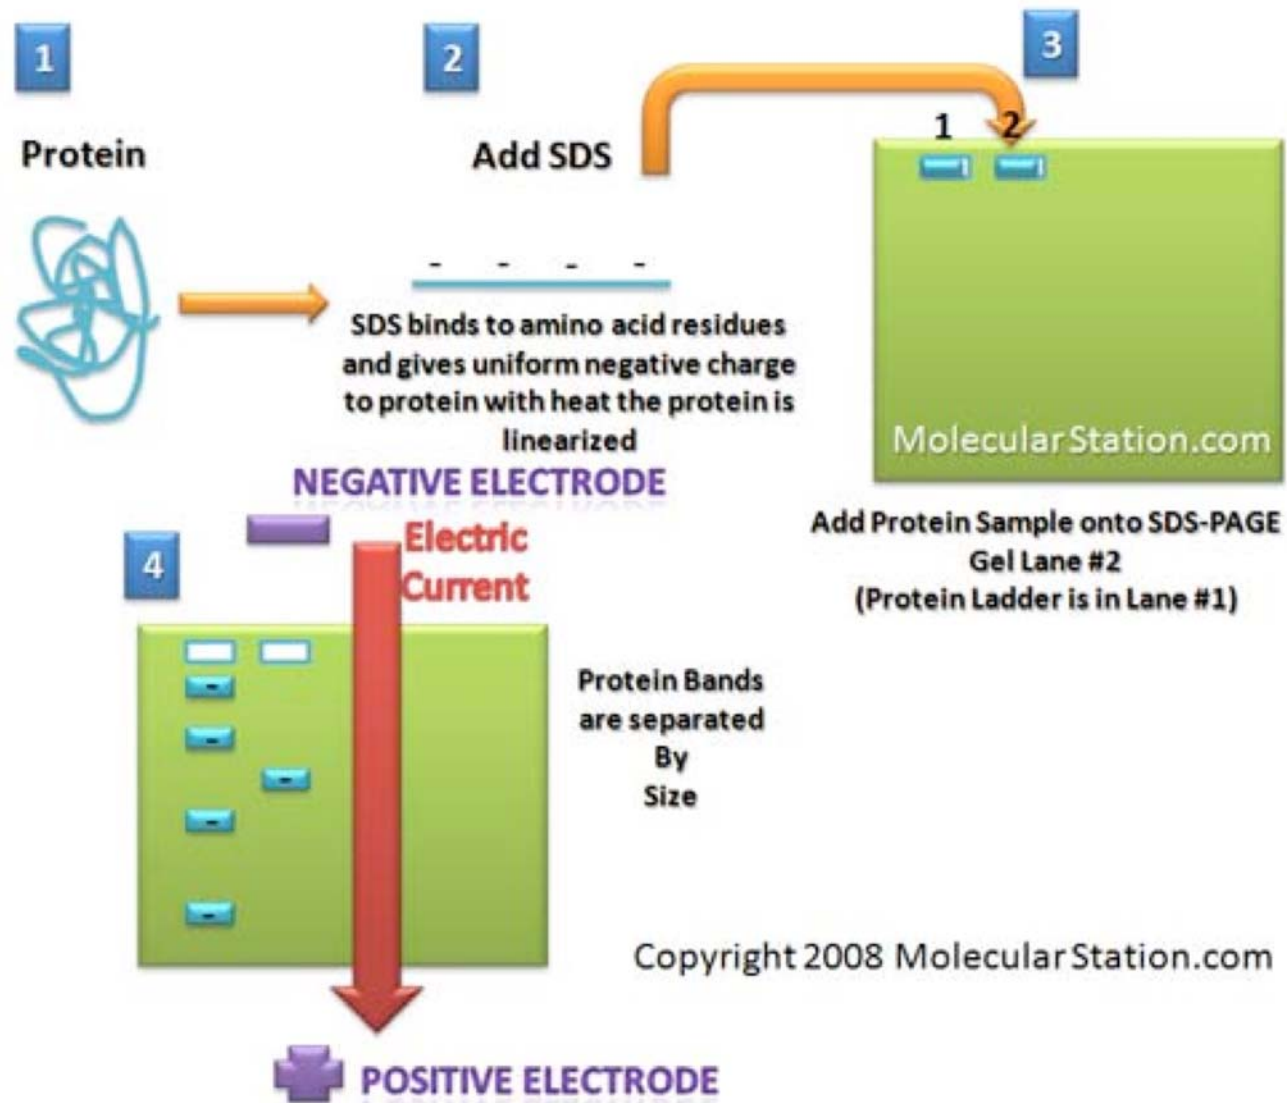 1
Protein
2
Add SDS
- - - -
SDS binds to amino acid residues
and gives uniform negative charge
to protein with heat the protein is
linearized
3
1 2
MolecularStation.com
Add Protein Sample onto SDS-PAGE
Gel Lane #2
(Protein Ladder is in Lane #1)
4
NEGATIVE ELECTRODE
Electric
Current
-
-
-
-
-
Protein Bands
are separated
By
Size
POSITIVE ELECTRODE
Copyright 2008 MolecularStation.com